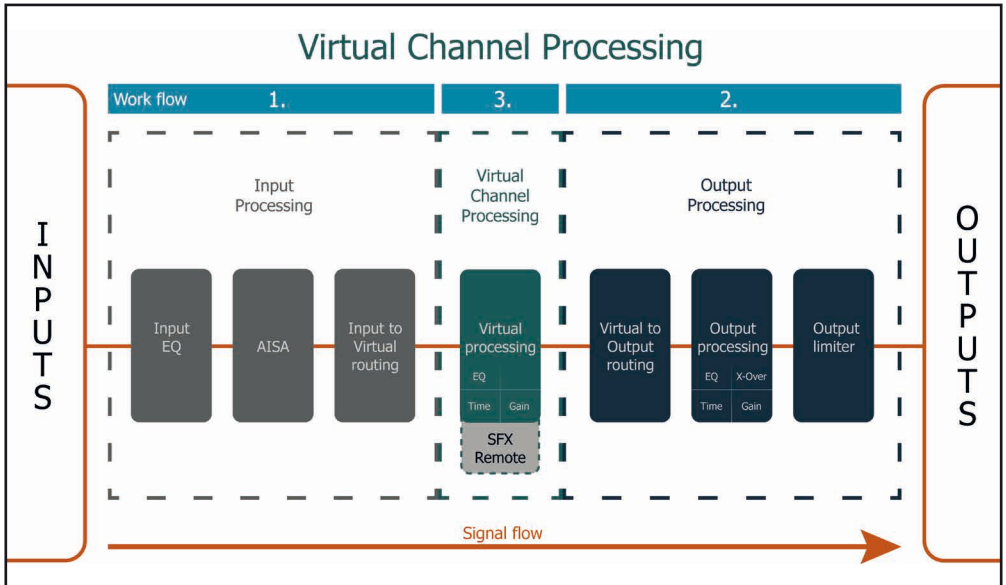 Virtual Channel Processing
Work flow 1. 3. 2.
INPUTS
Input
Processing
Virtual
Channel
Processing
Output
Processing
OUTPUTS
Input
EQ
AISA
Input to
Virtual
routing
Virtual
processing
EQ
Time Gain
SFX
Remote
Virtual to
Output
routing
Output
processing
EQ X-Over
Time Gain
Output
limiter
Signal flow